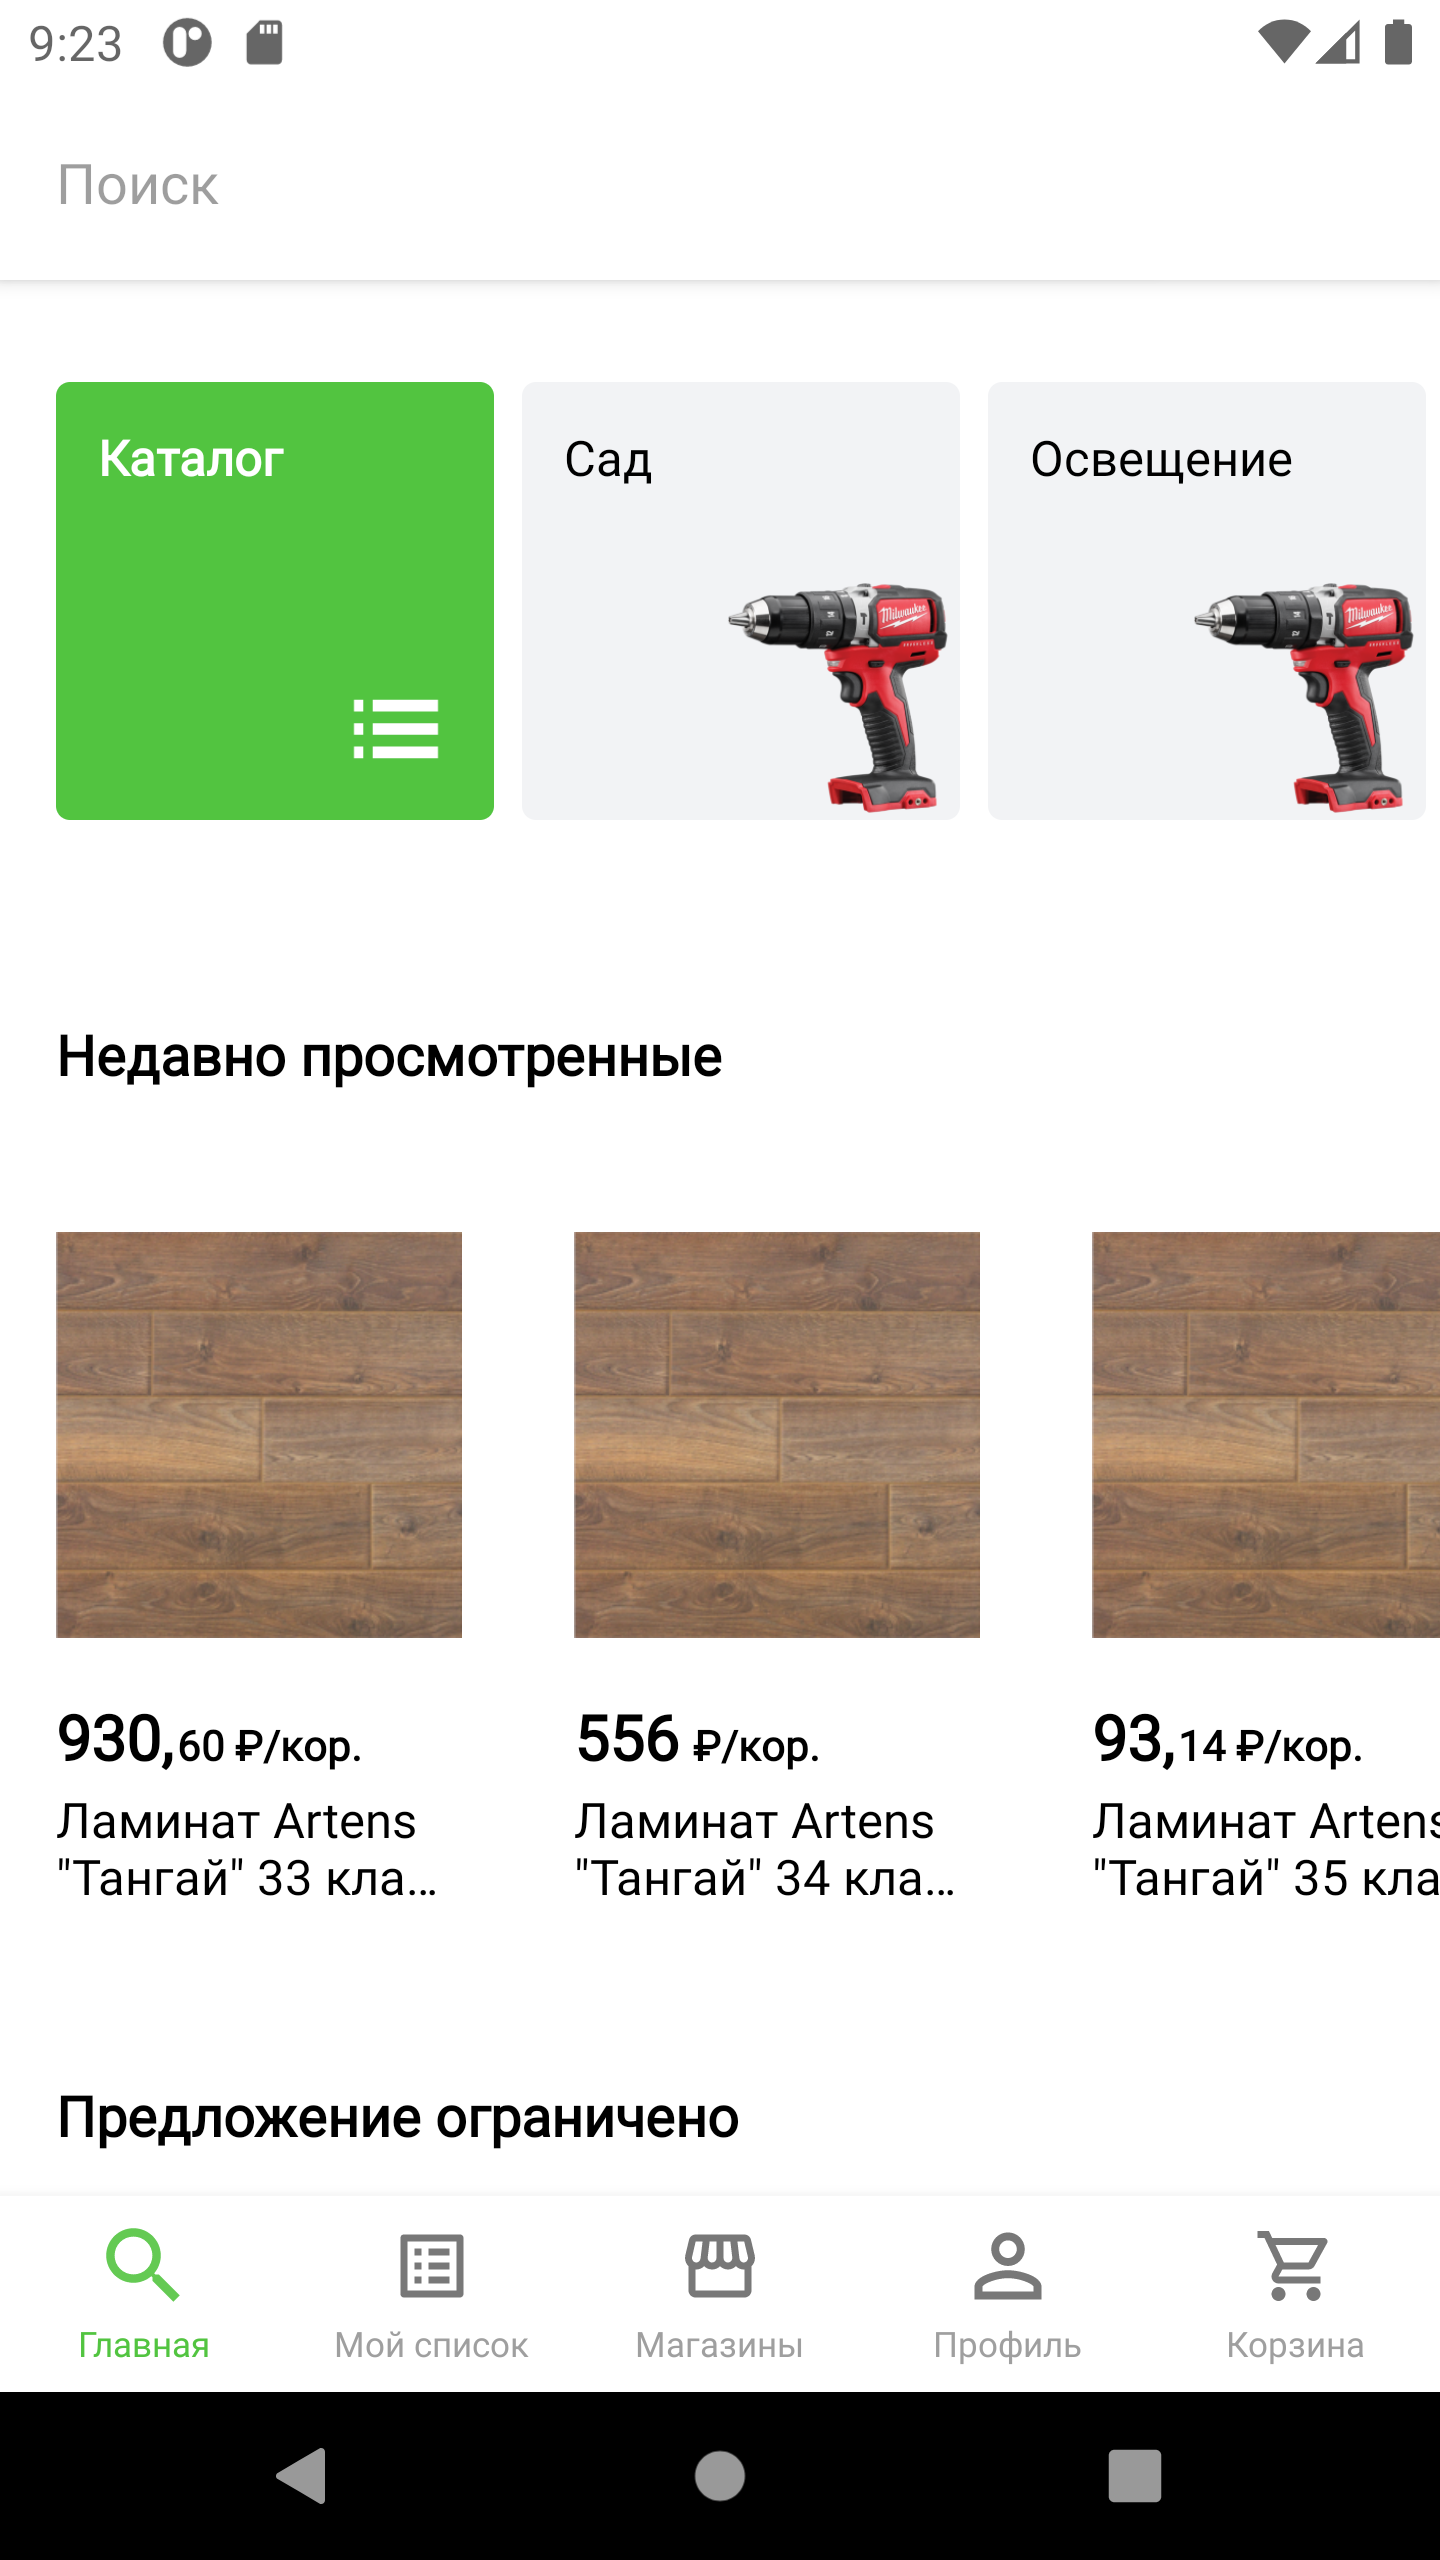 9:23
Поиск
Каталог
Сад
Освещение
Milwaukee
Milwaukee
Недавно просмотренные
930,60 ₽/кор.
Ламинат Artens
"Тангай" 33 кла...
556 ₽/кор.
Ламинат Artens
"Тангай" 34 кла...
93,14 ₽/кор.
Ламинат Artens
"Тангай" 35 кла
Предложение ограничено
Главная
Мой список
Магазины
Профиль
Корзина